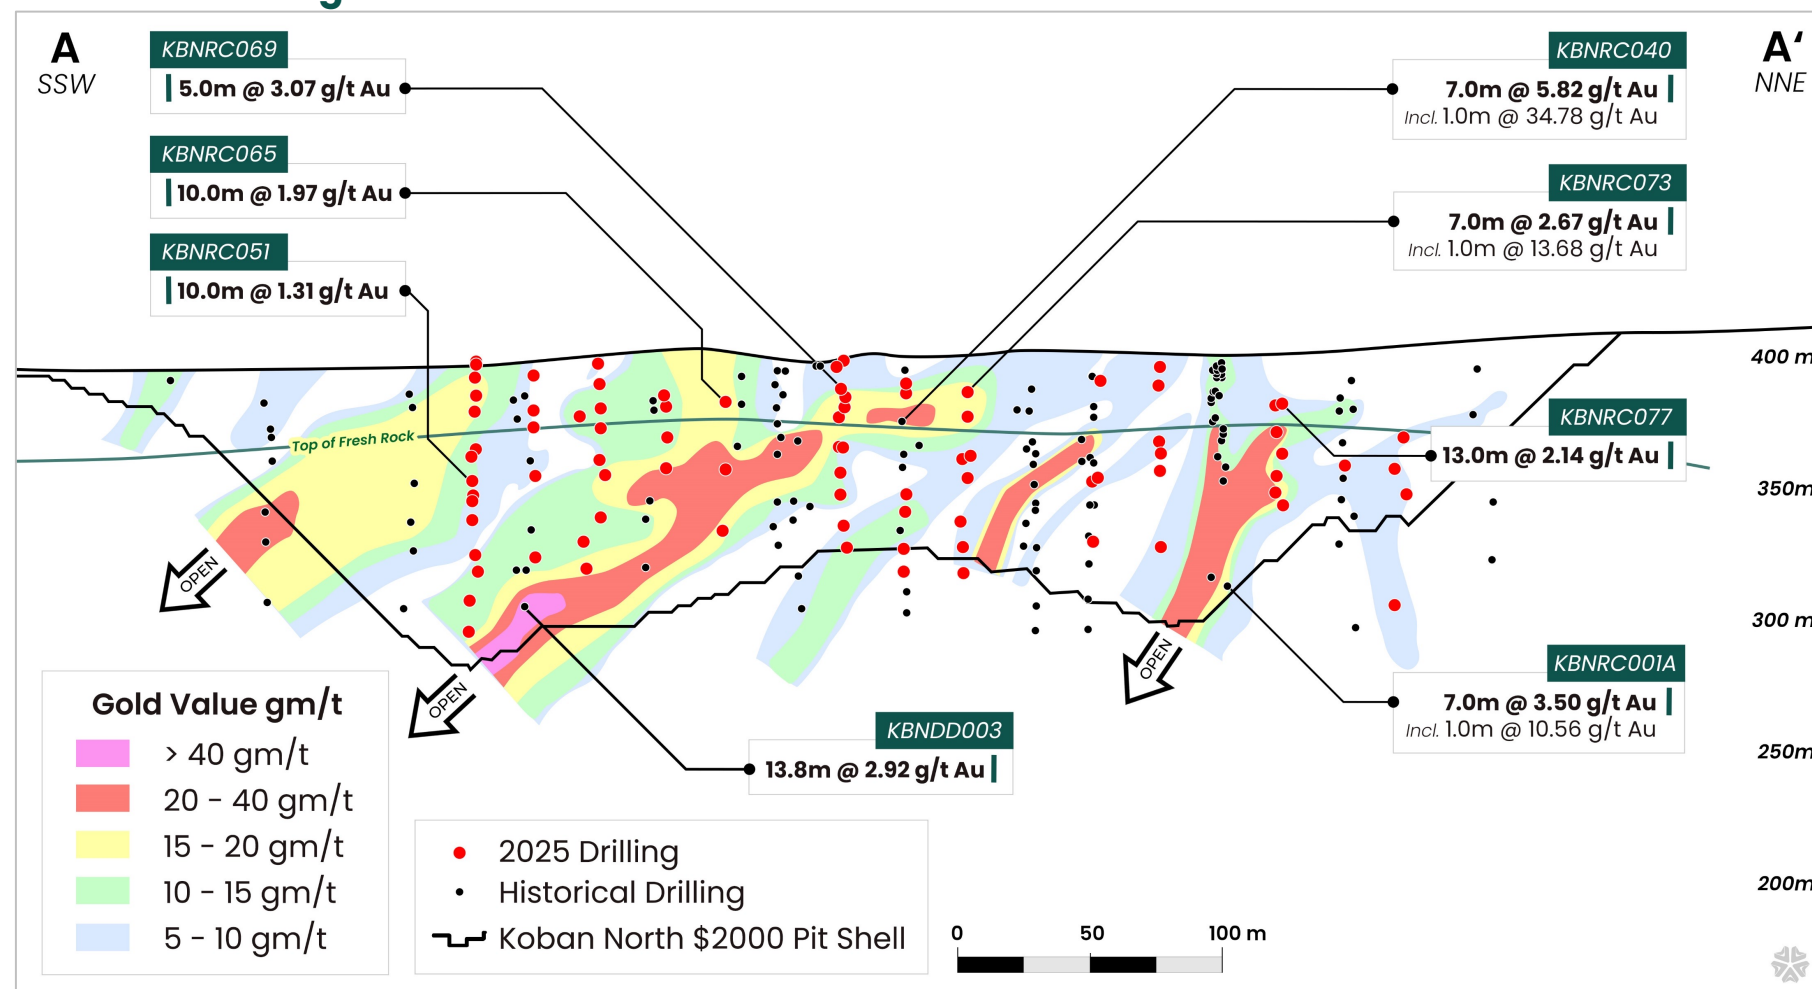 A
SSW
KBNRC069
5.0m @ 3.07 g/t Au
KBNRC065
10.0m @ 1.97 g/t Au
KBNRC051
10.0m @ 1.31 g/t Au
KBNRC040
7.0m @ 5.82 g/t Au
Incl. 1.0m @ 34.78 g/t Au
A‘
NNE
KBNRC073
7.0m @ 2.67 g/t Au
Incl. 1.0m @ 13.68 g/t Au
400 m
Top of Fresh Rock
KBNRC077
13.0m @ 2.14 g/t Au
350m
OPEN
300 m
OPEN
OPEN
KBNRC001A
7.0m @ 3.50 g/t Au
Incl. 1.0m @ 10.56 g/t Au
KBNDD003
13.8m @ 2.92 g/t Au
250m
200m
Gold Value gm/t
> 40 gm/t
20 - 40 gm/t
15 - 20 gm/t
10 - 15 gm/t
5 - 10 gm/t
2025 Drilling
Historical Drilling
Koban North $2000 Pit Shell
0 50 100 m